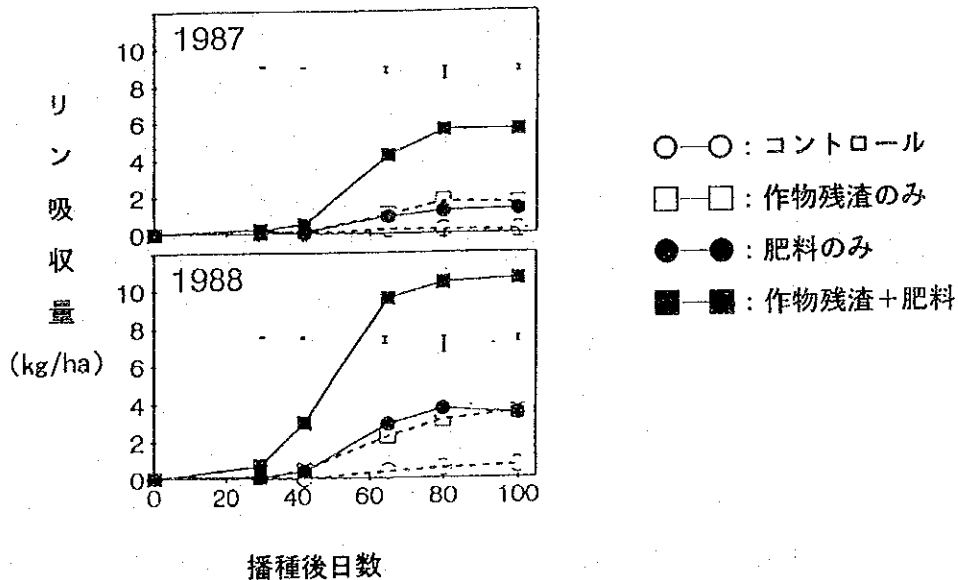 1987
10
8
6
4
2
0
リン吸収量
(kg/ha)
1988
10
8
6
4
2
0
0 20 40 60 80 100
播種後日数
○—○:コントロール
□—□:作物残渣のみ
●—●:肥料のみ
■—■:作物残渣+肥料